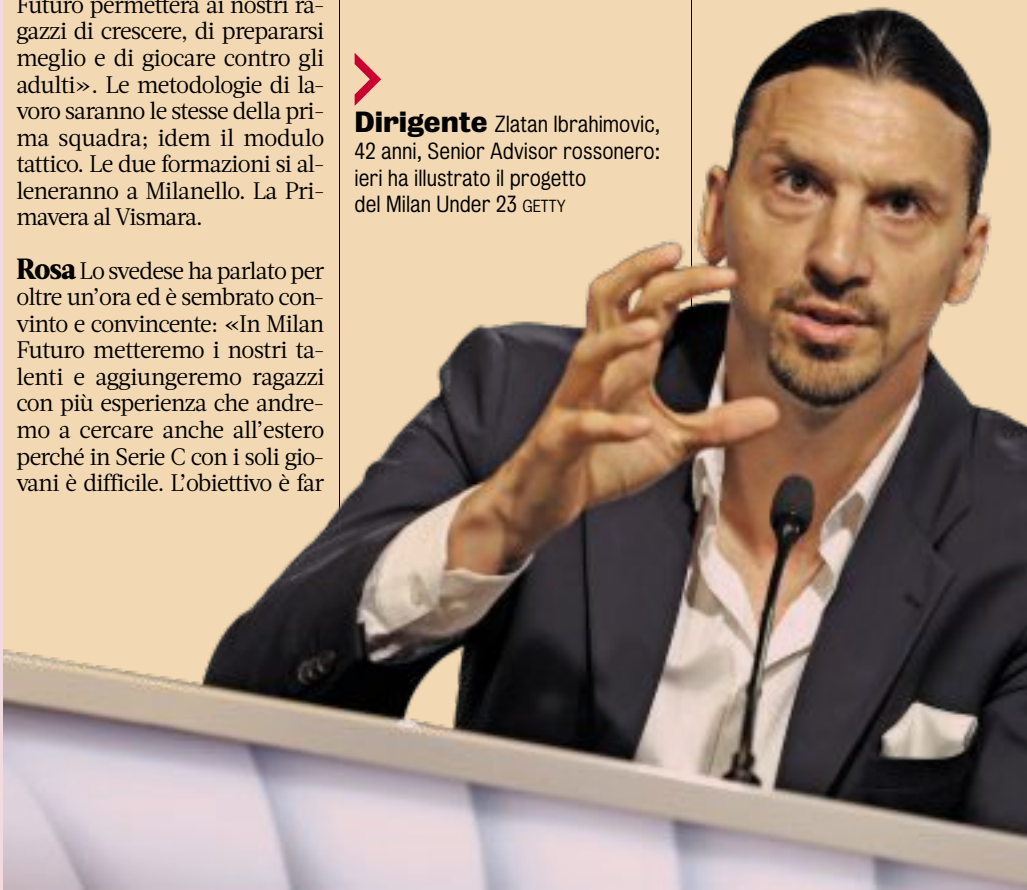 Futuro permetterà ai nostri ra-
gazzi di crescere, di prepararsi
meglio e di giocare contro gli
adulti». Le metodologie di la-
voro saranno le stesse della pri-
ma squadra; idem il modulo
tattico. Le due formazioni si al-
leneranno a Milanello. La Pri-
mavera al Vismara.
Rosa Lo svedese ha parlato per
oltre un'ora ed è sembrato con-
vinto e convincente: «In Milan
Futuro metteremo i nostri ta-
lenti e aggiungeremo ragazzi
con più esperienza che andre-
mo a cercare anche all'estero
perché in Serie C con i soli gio-
vani è difficile. L'obiettivo è far
Dirigente Zlatan Ibrahimovic,
42 anni, Senior Advisor rossonero:
ieri ha illustrato il progetto
del Milan Under 23 GETTY